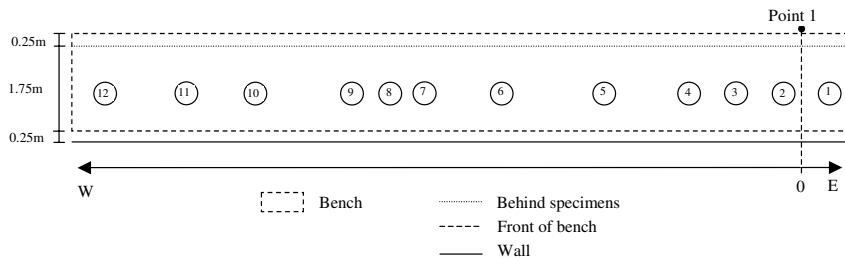 Point 1
0.25m
1.75m
12 11 10 9 8 7 6 5 4 3 2 1
0.25m
W 0 E
Bench Behind specimens
Front of bench
Wall